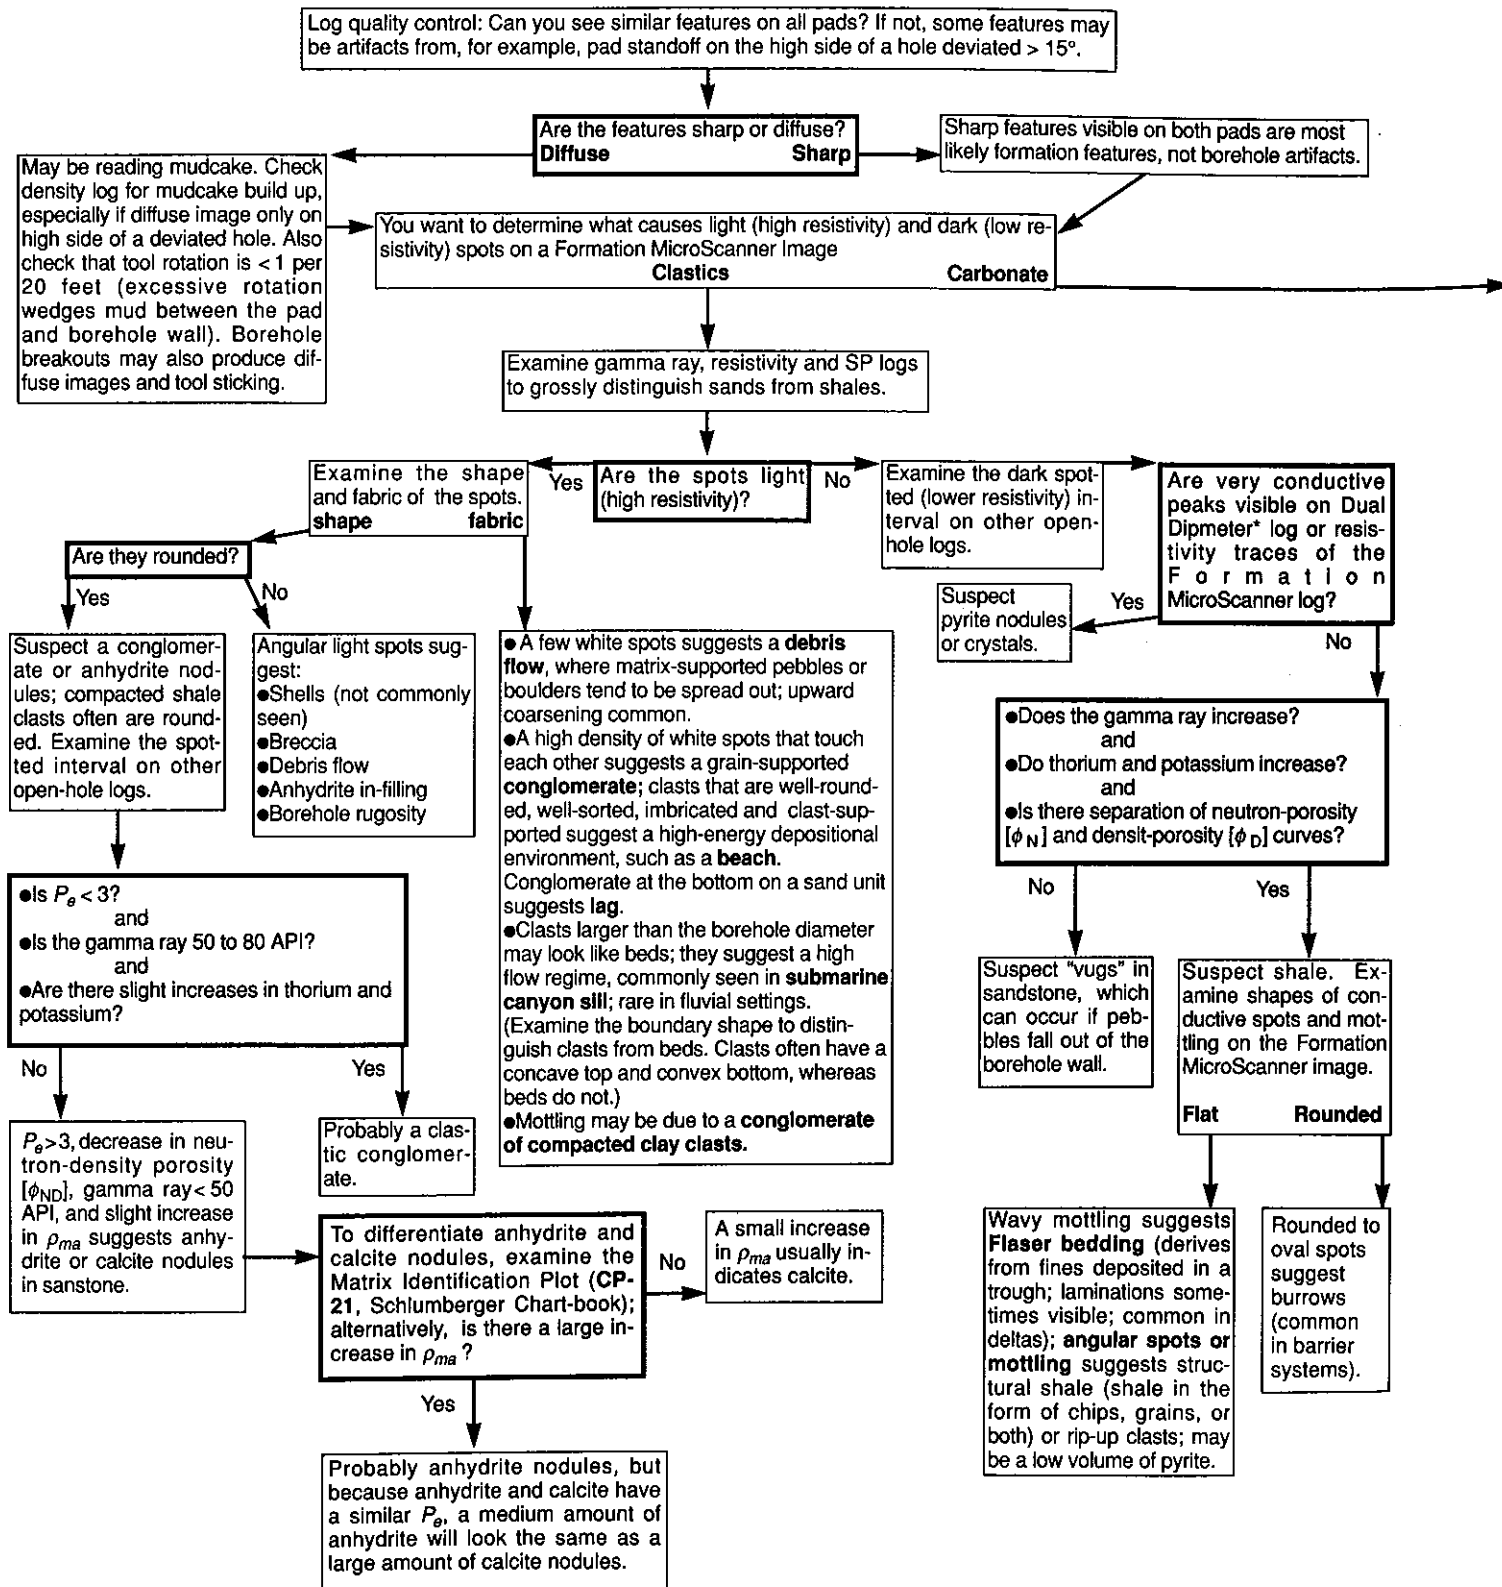 Log quality control: Can you see similar features on all pads? If not, some features may
be artifacts from, for example, pad standoff on the high side of a hole deviated > 15°.
Are the features sharp or diffuse?
Diffuse Sharp
Sharp features visible on both pads are most
likely formation features, not borehole artifacts.
May be reading mudcake. Check
density log for mudcake build up,
especially if diffuse image only on
high side of a deviated hole. Also
check that tool rotation is < 1 per
20 feet (excessive rotation
wedges mud between the pad
and borehole wall). Borehole
breakouts may also produce dif-
fuse images and tool sticking.
You want to determine what causes light (high resistivity) and dark (low re-
sistivity) spots on a Formation MicroScanner Image
Clastics Carbonate
Examine gamma ray, resistivity and SP logs
to grossly distinguish sands from shales.
Are the spots light
(high resistivity)?
Yes
No
Examine the shape
and fabric of the spots.
shape fabric
Examine the dark spot-
ted (lower resistivity) in-
terval on other open-
hole logs.
Are very conductive
peaks visible on Dual
Dipmeter* log or resis-
tivity traces of the
Formation
MicroScanner log?
Are they rounded?
Yes
No
Yes
Suspect
pyrite nodules
or crystals.
No
Suspect a conglomer-
ate or anhydrite nod-
ules; compacted shale
clasts often are round-
ed. Examine the spot-
ted interval on other
open-hole logs.
Angular light spots sug-
gest:
●Shells (not commonly
seen)
●Breccia
●Debris flow
●Anhydrite in-filling
●Borehole rugosity
●A few white spots suggests a debris
flow, where matrix-supported pebbles or
boulders tend to be spread out; upward
coarsening common.
●A high density of white spots that touch
each other suggests a grain-supported
conglomerate; clasts that are well-round-
ed, well-sorted, imbricated and clast-sup-
ported suggest a high-energy depositional
environment, such as a beach.
Conglomerate at the bottom on a sand unit
suggests lag.
●Clasts larger than the borehole diameter
may look like beds; they suggest a high
flow regime, commonly seen in submarine
canyon sill; rare in fluvial settings.
(Examine the boundary shape to distin-
guish clasts from beds. Clasts often have a
concave top and convex bottom, whereas
beds do not.)
●Mottling may be due to a conglomerate
of compacted clay clasts.
●Does the gamma ray increase?
and
●Do thorium and potassium increase?
and
●Is there separation of neutron-porosity
[ϕN] and densit-porosity [ϕD] curves?
No
Yes
●Is Pe < 3?
and
●Is the gamma ray 50 to 80 API?
and
●Are there slight increases in thorium and
potassium?
No
Yes
Suspect "vugs" in
sandstone, which
can occur if peb-
bles fall out of the
borehole wall.
Suspect shale. Ex-
amine shapes of con-
ductive spots and mot-
tling on the Formation
MicroScanner image.
Flat Rounded
Pe>3, decrease in neu-
tron-density porosity
[ϕND], gamma ray< 50
API, and slight increase
in ρma suggests anhy-
drite or calcite nodules
in sanstone.
Probably a clas-
tic conglomer-
ate.
To differentiate anhydrite and
calcite nodules, examine the
Matrix Identification Plot (CP-
21, Schlumberger Chart-book);
alternatively, is there a large in-
crease in ρma ?
No
A small increase
in ρma usually in-
dicates calcite.
Yes
Probably anhydrite nodules, but
because anhydrite and calcite have
a similar Pe, a medium amount of
anhydrite will look the same as a
large amount of calcite nodules.
Wavy mottling suggests
Flaser bedding (derives
from fines deposited in a
trough; laminations some-
times visible; common in
deltas); angular spots or
mottling suggests struc-
tural shale (shale in the
form of chips, grains, or
both) or rip-up clasts; may
be a low volume of pyrite.
Rounded to
oval spots
suggest
burrows
(common
in barrier
systems).